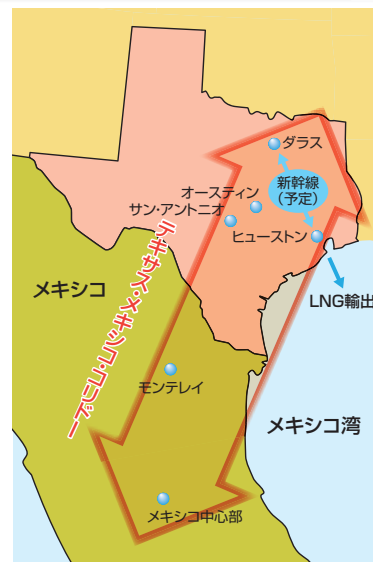 ダラス
新幹線
(予定)
オースティン
サン・アントニオ
ヒューストン
テキサス・メキシコ・コリドー
メキシコ
LNG輸出
モンテレイ
メキシコ湾
メキシコ中心部